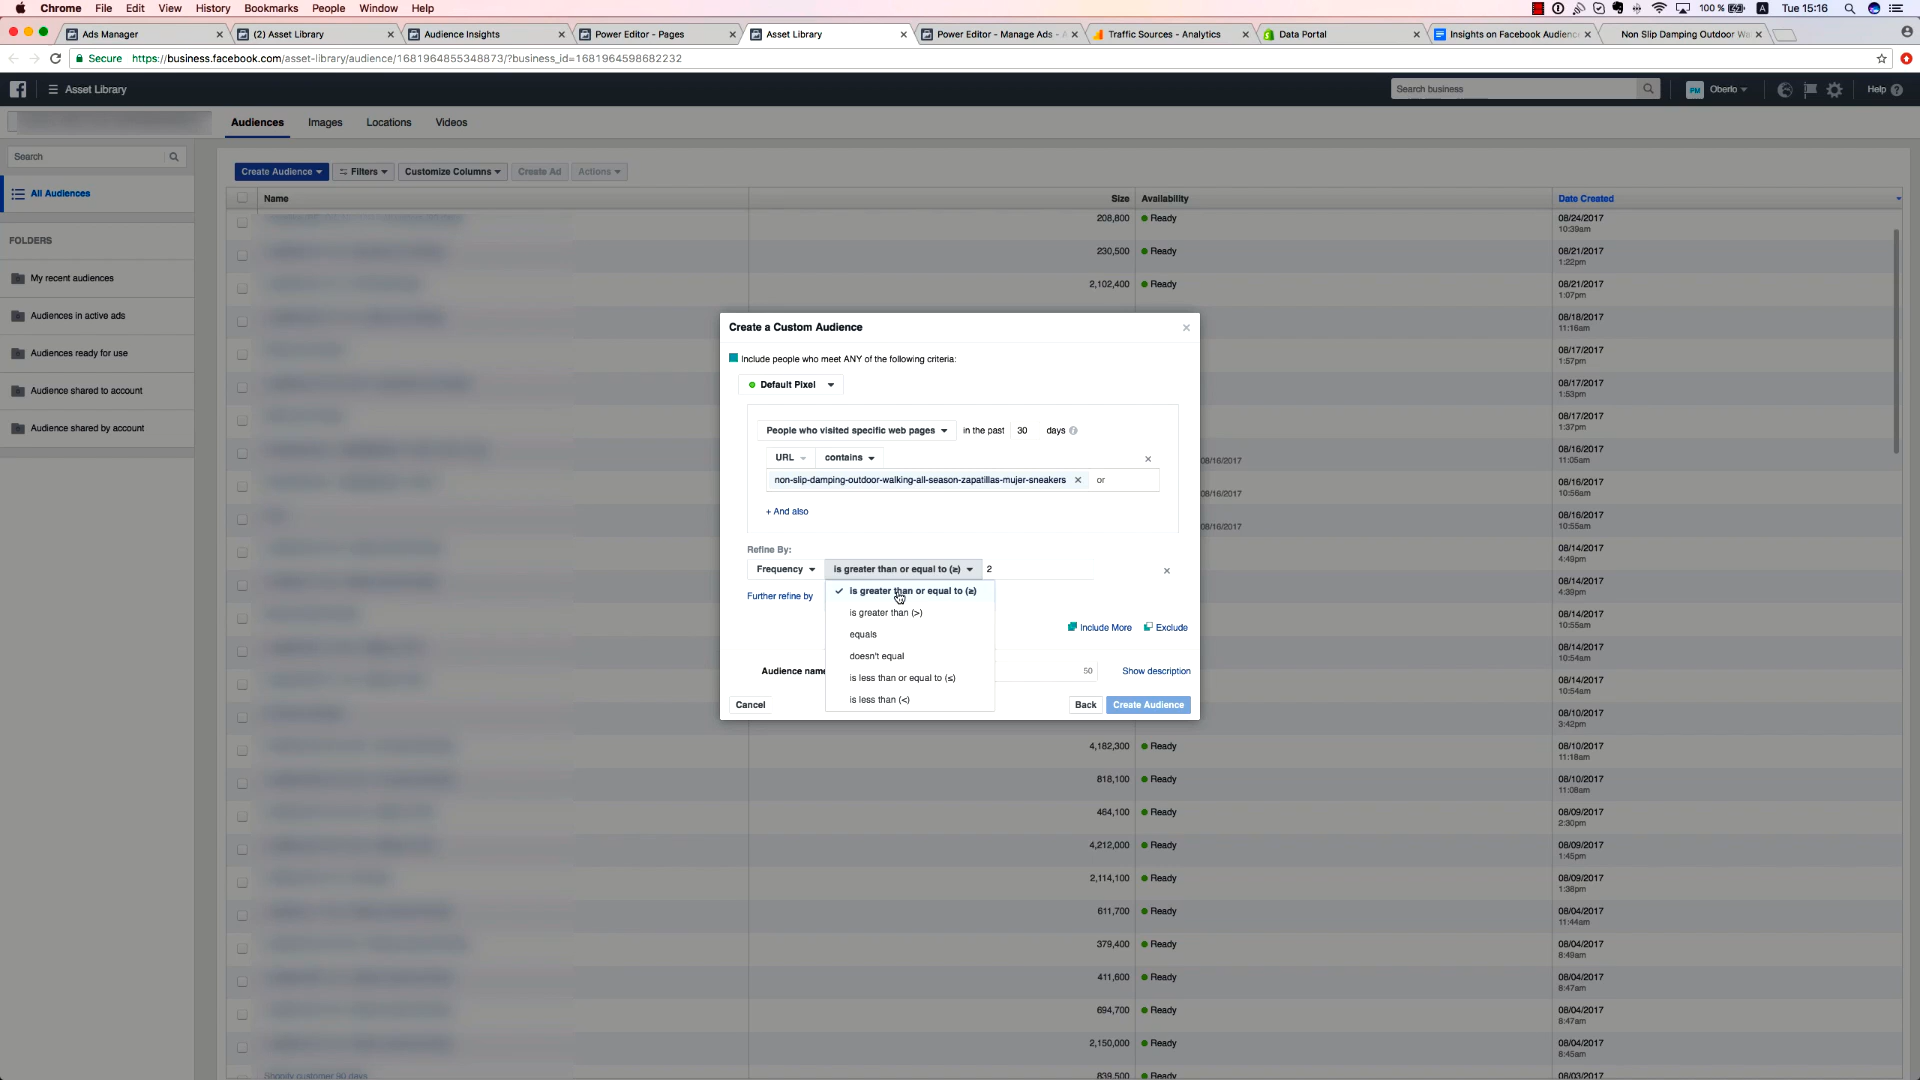 Chrome File Edit View History Bookmarks People Window Help 100 % A Tue 15:16
Ads Manager (2) Asset Library Audience Insights Power Editor - Pages Asset Library Power Editor - Manage Ads - Traffic Sources - Analytics Data Portal Insights on Facebook Audienc Non Slip Damping Outdoor Wa
Secure https://business.facebook.com/asset-library/audience/1681964855348873/?business_id=1681964598682232
Asset Library Search business PM Oberlo Help
Audiences Images Locations Videos
Search
Create Audience Filters Customize Columns Create Ad Actions
All Audiences
Name Size Availability Date Created
FOLDERS
My recent audiences
Audiences in active ads
Audiences ready for use
Audience shared to account
Audience shared by account
208,800 Ready 08/24/2017
10:39am
230,500 Ready 08/21/2017
1:22pm
2,102,400 Ready 08/21/2017
1:07pm
08/18/2017
11:16am
08/17/2017
1:57pm
08/17/2017
1:53pm
08/17/2017
1:37pm
08/16/2017
08/16/2017 11:05am
08/16/2017
08/16/2017 10:56am
08/16/2017
08/16/2017 10:55am
08/14/2017
4:49pm
08/14/2017
4:39pm
08/14/2017
10:55am
08/14/2017
10:54am
08/14/2017
10:54am
08/10/2017
3:42pm
Create a Custom Audience
Include people who meet ANY of the following criteria:
Default Pixel
People who visited specific web pages in the past 30 days
URL contains
non-slip-damping-outdoor-walking-all-season-zapatillas-mujer-sneakers or
+ And also
Refine By:
Frequency is greater than or equal to (≥) 2
Further refine by
is greater than or equal to (≥)
is greater than (>)
equals
doesn't equal
is less than or equal to (≤)
is less than (<)
Include More Exclude
Audience name 50 Show description
Cancel Back Create Audience
4,182,300 Ready 08/10/2017
11:18am
818,100 Ready 08/10/2017
11:08am
464,100 Ready 08/09/2017
2:30pm
4,212,000 Ready 08/09/2017
1:45pm
2,114,100 Ready 08/09/2017
1:36pm
611,700 Ready 08/04/2017
11:44am
379,400 Ready 08/04/2017
8:49am
411,600 Ready 08/04/2017
8:47am
694,700 Ready 08/04/2017
8:47am
2,150,000 Ready 08/04/2017
8:45am
Shopify customer 90 days 839,500 Ready 08/03/2017